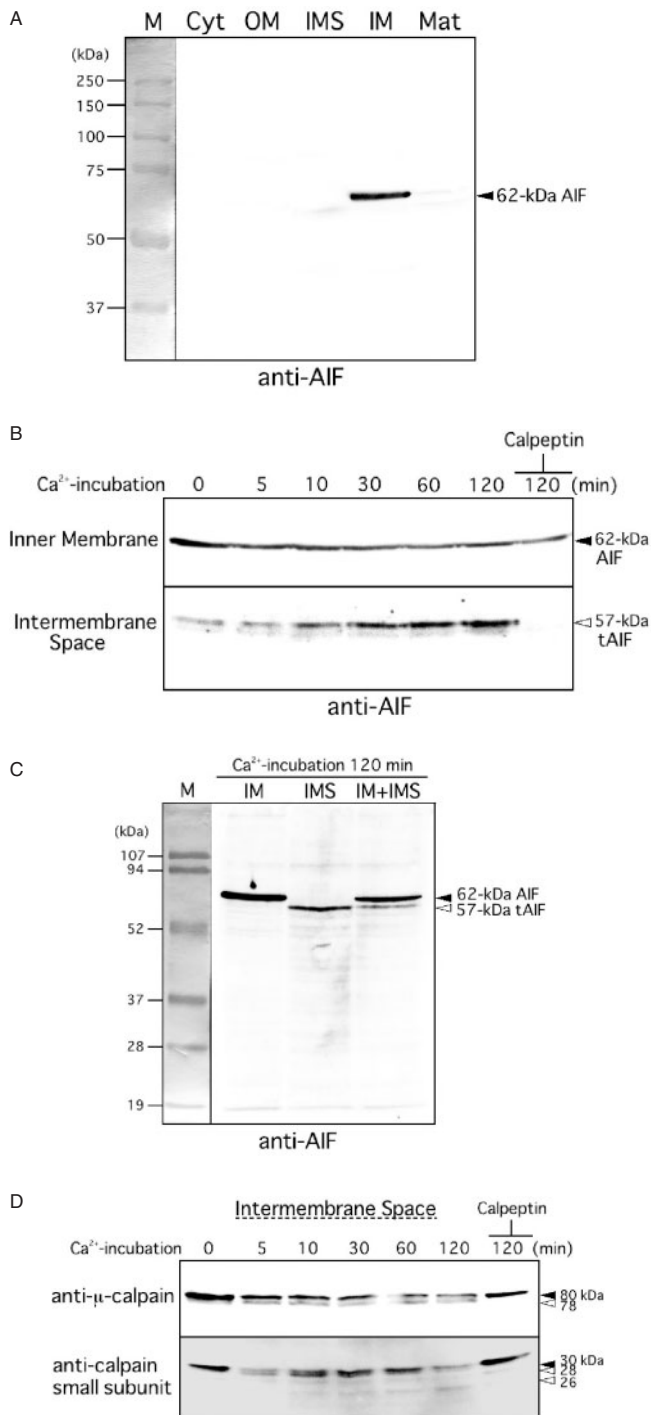 A
M Cyt OM IMS IM Mat
(kDa)
250
150
100
75
50
37
62-kDa AIF
anti-AIF
B
Calpeptin
Ca²⁺-incubation 0 5 10 30 60 120 120 (min)
Inner Membrane
62-kDa
AIF
Intermembrane
Space
57-kDa
tAIF
anti-AIF
C
Ca²⁺-incubation 120 min
M IM IMS IM+IMS
(kDa)
107
94
52
37
28
19
62-kDa AIF
57-kDa tAIF
anti-AIF
D
Intermembrane Space
Calpeptin
Ca²⁺-incubation 0 5 10 30 60 120 120 (min)
anti-μ-calpain
80 kDa
78
anti-calpain
small subunit
30 kDa
28
26